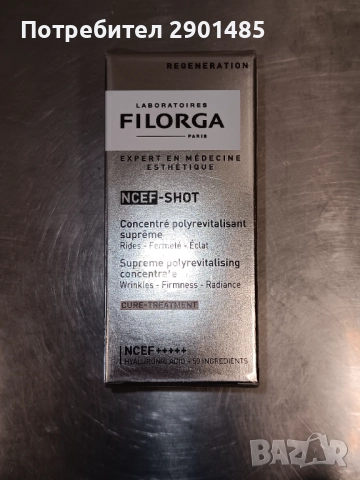 Потребител 2901485
REGENERATION
LABORATOIRES
FILORGA
PARIS
EXPERT EN MÉDECINE
ESTHÉTIQUE
NCEF-SHOT
Concentré polyrevitalisant
suprême
Rides - Fermeté - Éclat
Supreme polyrevitalising
concentrate
Wrinkles - Firmness - Radiance
CURE-TREATMENT
NCEF+++++
HYALURONIC ACID + 50 INGREDIENTS
BAZAR